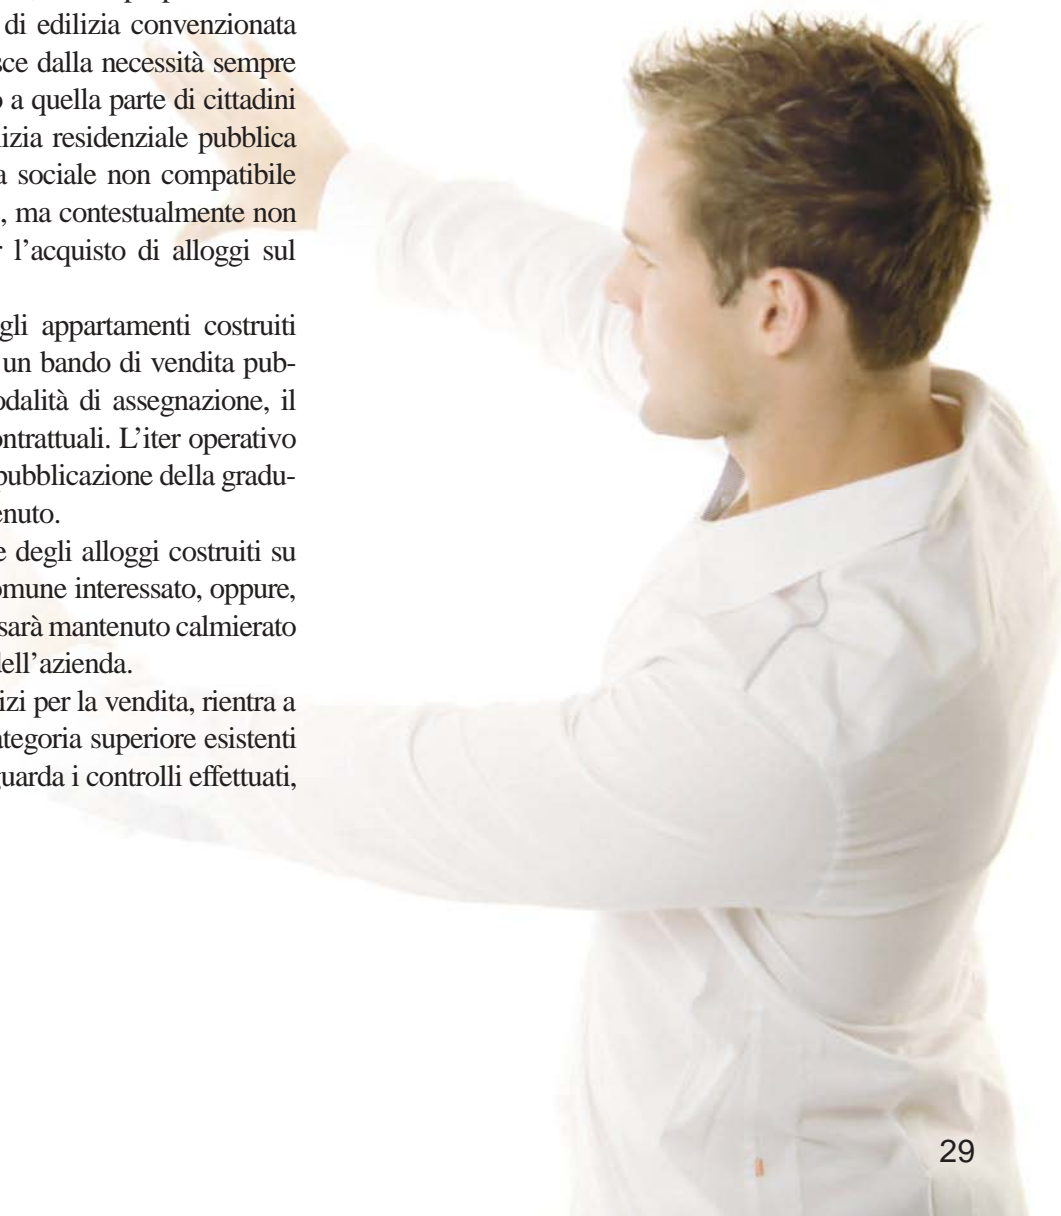 di edilizia convenzionata
sce dalla necessità sempre
o a quella parte di cittadini
lizia residenziale pubblica
a sociale non compatibile
, ma contestualmente non
r l'acquisto di alloggi sul
gli appartamenti costruiti
un bando di vendita pub-
odalità di assegnazione, il
ontrattuali. L'iter operativo
pubblicazione della gradu-
enuto.
e degli alloggi costruiti su
omune interessato, oppure,
sarà mantenuto calmierato
dell'azienda.
izi per la vendita, rientra a
ategoria superiore esistenti
guarda i controlli effettuati,
29